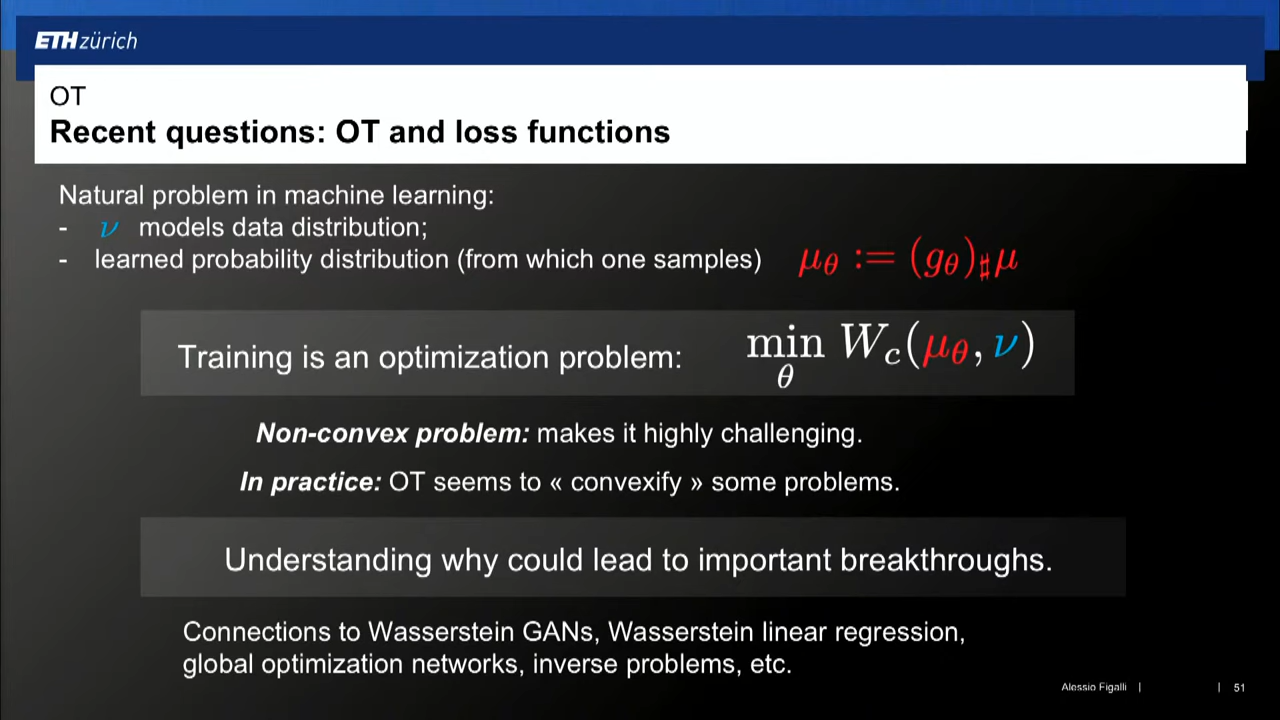 ETH zürich
OT
Recent questions: OT and loss functions
Natural problem in machine learning:
- ν models data distribution;
- learned probability distribution (from which one samples) μ_θ := (g_θ)_♯ μ
Training is an optimization problem: min_θ W_c(μ_θ, ν)
Non-convex problem: makes it highly challenging.
In practice: OT seems to « convexify » some problems.
Understanding why could lead to important breakthroughs.
Connections to Wasserstein GANs, Wasserstein linear regression,
global optimization networks, inverse problems, etc.
Alessio Figalli | | 51